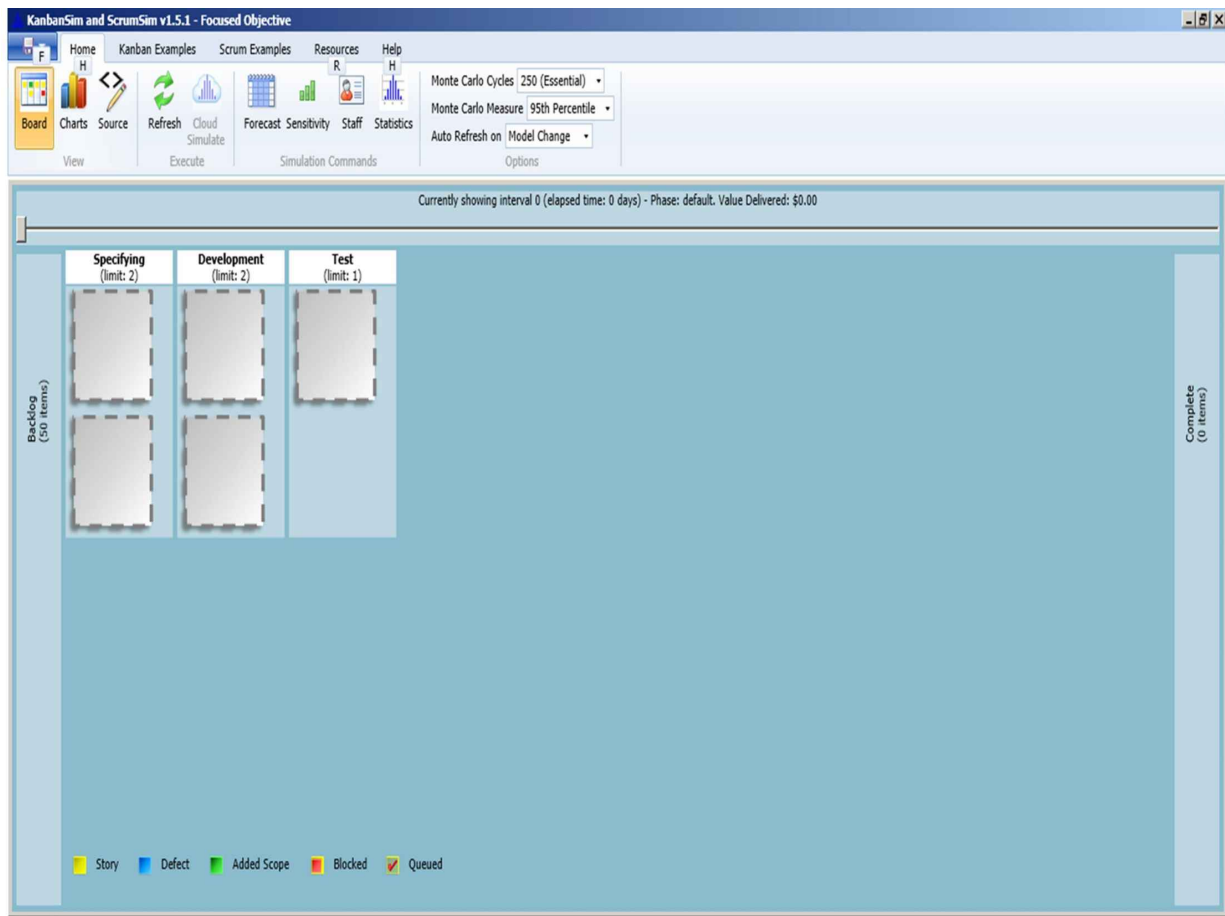 KanbanSim and ScrumSim v1.5.1 - Focused Objective
F
Home Kanban Examples Scrum Examples Resources Help
H R H
Board Charts Source Refresh Cloud Simulate Forecast Sensitivity Staff Statistics
View Execute Simulation Commands Options
Monte Carlo Cycles 250 (Essential)
Monte Carlo Measure 95th Percentile
Auto Refresh on Model Change
Currently showing interval 0 (elapsed time: 0 days) - Phase: default. Value Delivered: $0.00
Backlog
(50 items)
Specifying
(limit: 2)
Development
(limit: 2)
Test
(limit: 1)
Complete
(0 items)
Story Defect Added Scope Blocked Queued